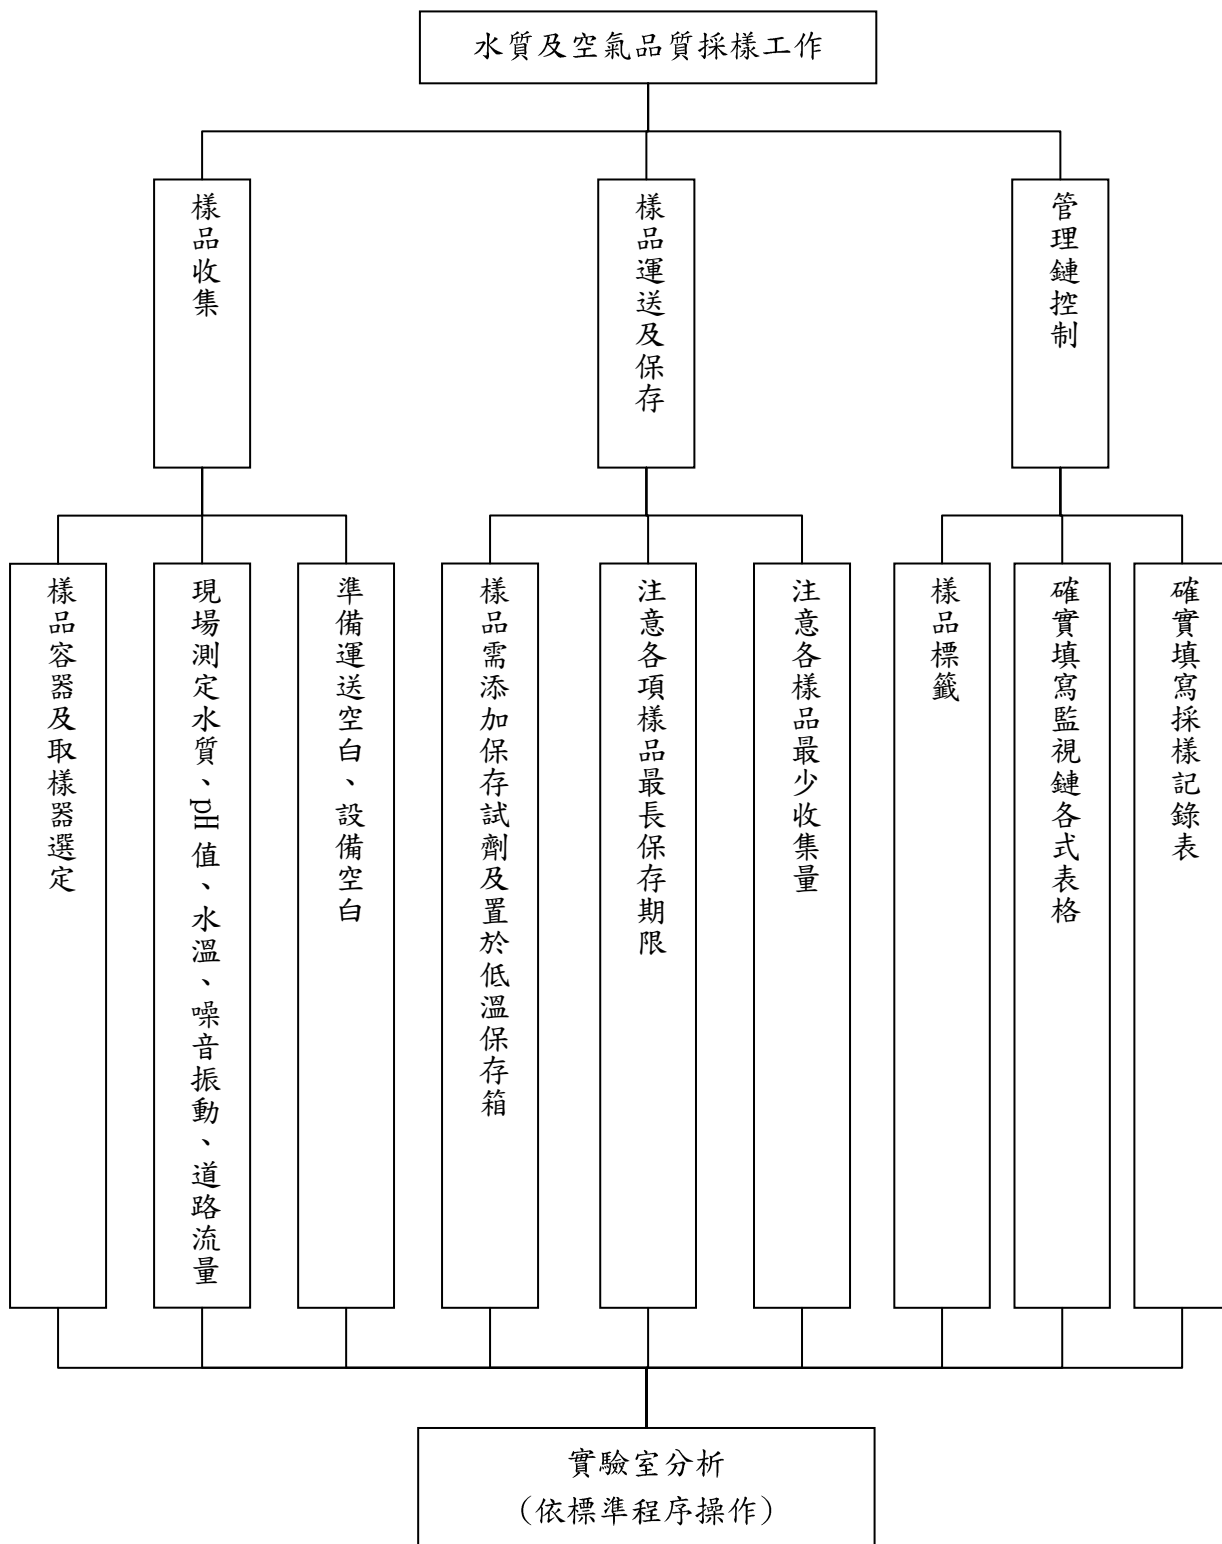 水質及空氣品質採樣工作
樣品收集
樣品運送及保存
管理鏈控制
樣品容器及取樣器選定
現場測定水質、pH值、水溫、噪音振動、道路流量
準備運送空白、設備空白
樣品需添加保存試劑及置於低溫保存箱
注意各項樣品最長保存期限
注意各樣品最少收集量
樣品標籤
確實填寫監視鏈各式表格
確實填寫採樣記錄表
實驗室分析
（依標準程序操作）